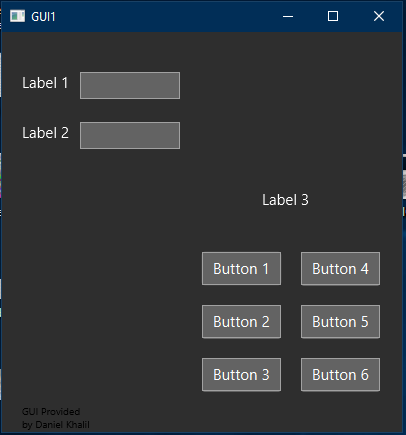 GUI1
Label 1
Label 2
Label 3
Button 1 Button 4
Button 2 Button 5
Button 3 Button 6
GUI Provided
by Daniel Khalil